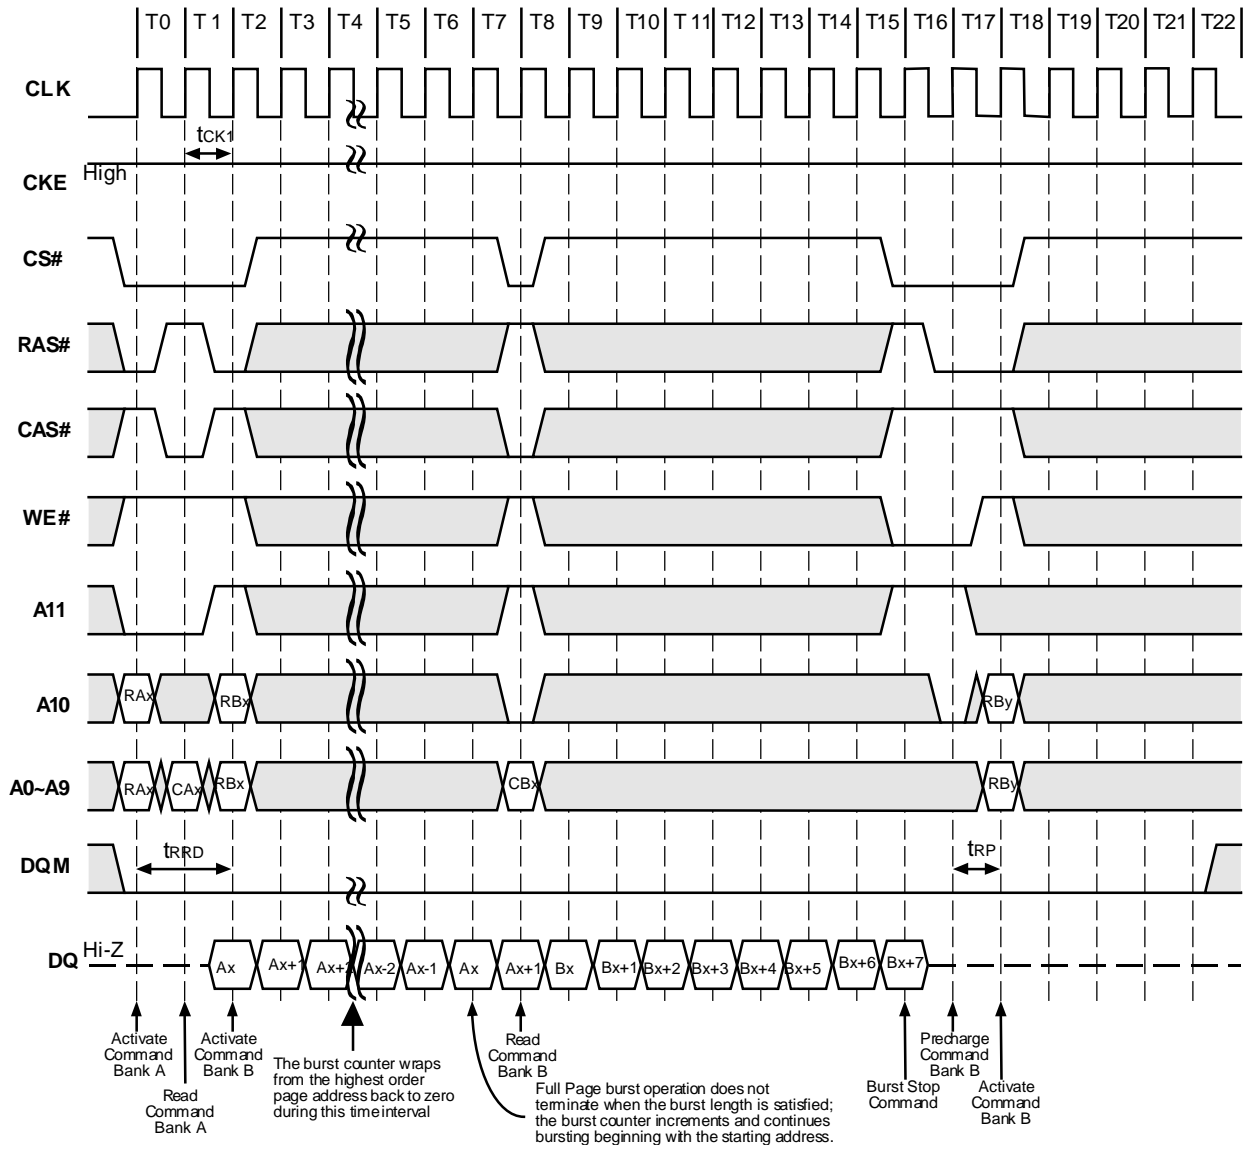 T0 T1 T2 T3 T4 T5 T6 T7 T8 T9 T10 T11 T12 T13 T14 T15 T16 T17 T18 T19 T20 T21 T22
CLK
tCK1
High
CKE
CS#
RAS#
CAS#
WE#
A11
A10 RAx RBx RBy
A0~A9 RAx CAx RBx CBx RBy
DQM tRRD tRP
DQ Hi-Z Ax Ax+1 Ax+2 Ax-2 Ax-1 Ax Ax+1 Bx Bx+1 Bx+2 Bx+3 Bx+4 Bx+5 Bx+6 Bx+7
Activate
Command
Bank A
Read
Command
Bank A
Activate
Command
Bank B
The burst counter wraps
from the highest order
page address back to zero
during this time interval
Read
Command
Bank B
Full Page burst operation does not
terminate when the burst length is satisfied;
the burst counter increments and continues
bursting beginning with the starting address.
Burst Stop
Command
Precharge
Command
Bank B
Activate
Command
Bank B